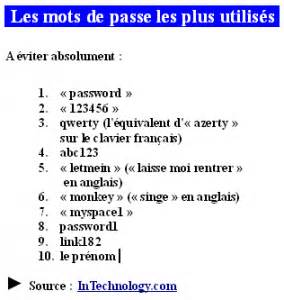 Les mots de passe les plus utilisés
A éviter absolument :
1. « password »
2. « 123456 »
3. qwerty (l'équivalent d'« azerty »
sur le clavier français)
4. abc123
5. « letmein » (« laisse moi rentrer »
en anglais)
6. « monkey » (« singe » en anglais)
7. « myspace1 »
8. password1
9. link182
10. le prénom
► Source : InTechnology.com